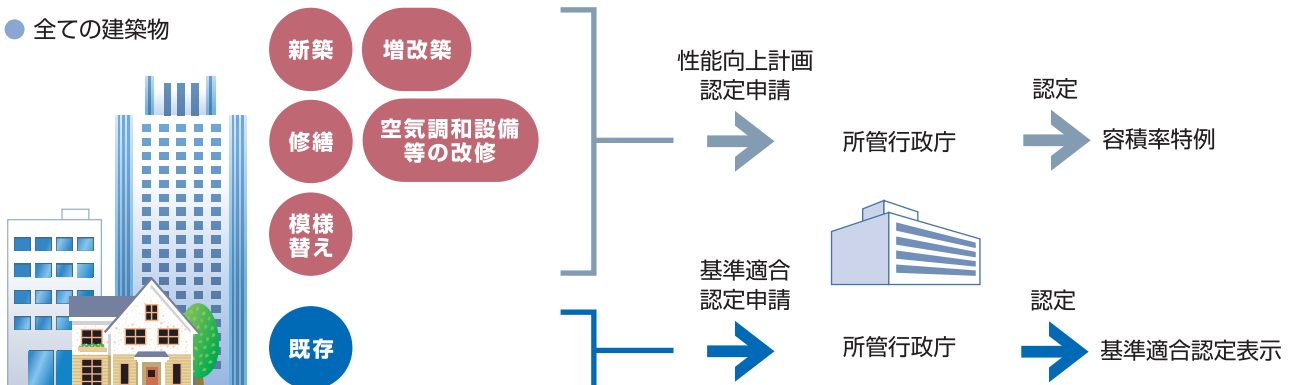 全ての建築物
新築
増改築
修繕
空気調和設備
等の改修
模様
替え
性能向上計画
認定申請
所管行政庁
認定
容積率特例
既存
基準適合
認定申請
所管行政庁
認定
基準適合認定表示